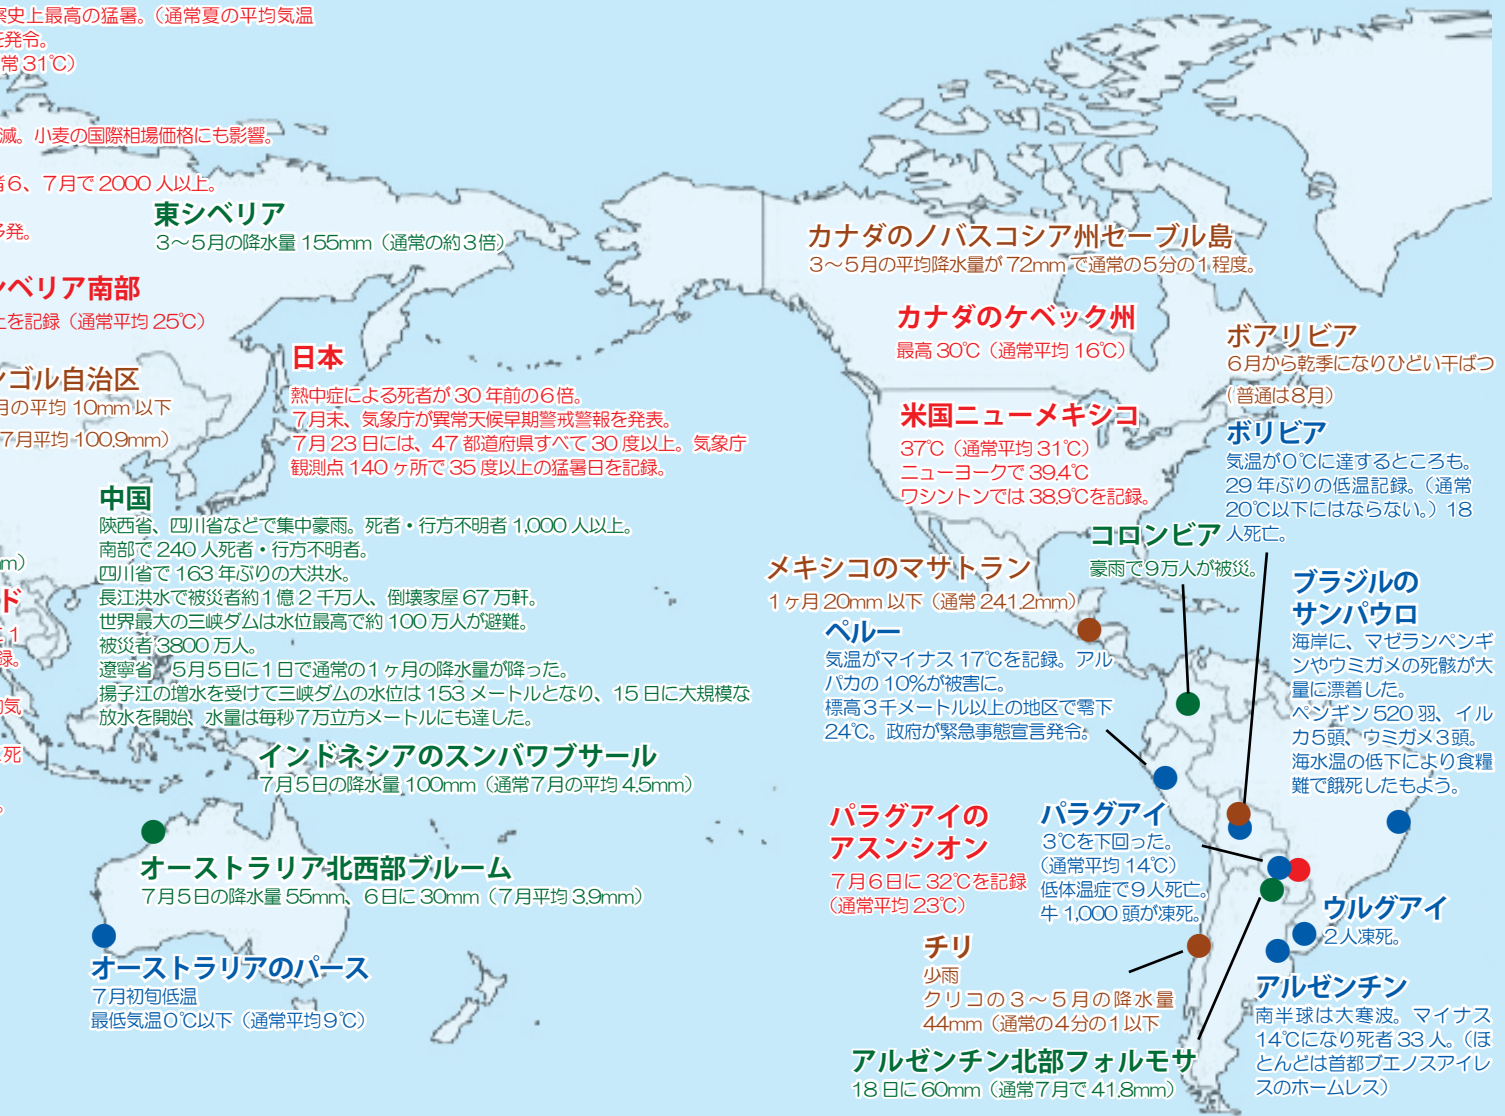 察史上最高の猛暑。（通常夏の平均気温
を発令。
常31℃）
減。小麦の国際相場価格にも影響。
者６、７月で2000人以上。
多発。
東シベリア
３～５月の降水量155mm（通常の約３倍）
ベリア南部
上を記録（通常平均25℃）
ンゴル自治区
月の平均10mm以下
７月平均100.9mm）
日本
熱中症による死者が30年前の６倍。
７月末、気象庁が異常天候早期警戒警報を発表。
７月23日には、47都道府県すべて30度以上。気象庁
観測点140ヶ所で35度以上の猛暑日を記録。
中国
陝西省、四川省などで集中豪雨。死者・行方不明者1,000人以上。
南部で240人死者・行方不明者。
四川省で163年ぶりの大洪水。
長江洪水で被災者約１億２千万人、倒壊家屋67万軒。
世界最大の三峡ダムは水位最高で約100万人が避難。
被災者3800万人。
遼寧省　５月５日に１日で通常の１ヶ月の降水量が降った。
揚子江の増水を受けて三峡ダムの水位は153メートルとなり、15日に大規模な
放水を開始、水量は毎秒７万立方メートルにも達した。
m）
ド
１
録。
気
死
。
インドネシアのスンバワブサール
７月５日の降水量100mm（通常７月の平均4.5mm）
オーストラリア北西部ブルーム
７月５日の降水量55mm、６日に30mm（７月平均3.9mm）
オーストラリアのパース
７月初旬低温
最低気温０℃以下（通常平均９℃）
カナダのノバスコシア州セーブル島
３～５月の平均降水量が72mmで通常の５分の１程度。
カナダのケベック州
最高30℃（通常平均16℃）
米国ニューメキシコ
37℃（通常平均31℃）
ニューヨークで39.4℃
ワシントンでは38.9℃を記録。
ボアリビア
６月から乾季になりひどい干ばつ
（普通は８月）
ボリビア
気温が０℃に達するところも。
29年ぶりの低温記録。（通常
20℃以下にはならない。）18
人死亡。
コロンビア
豪雨で９万人が被災。
メキシコのマサトラン
１ヶ月20mm以下（通常241.2mm）
ペルー
気温がマイナス17℃を記録。アル
パカの10%が被害に。
標高３千メートル以上の地区で零下
24℃。政府が緊急事態宣言発令。
ブラジルの
サンパウロ
海岸に、マゼランペンギ
ンやウミガメの死骸が大
量に漂着した。
ペンギン520羽、イル
カ５頭、ウミガメ３頭。
海水温の低下により食糧
難で餓死したもよう。
パラグアイの
アスンシオン
７月６日に32℃を記録
（通常平均23℃）
パラグアイ
３℃を下回った。
（通常平均14℃）
低体温症で９人死亡。
牛1,000頭が凍死。
ウルグアイ
２人凍死。
チリ
少雨
クリコの３～５月の降水量
44mm（通常の４分の１以下
アルゼンチン
南半球は大寒波。マイナス
14℃になり死者33人。（ほ
とんどは首都ブエノスアイレ
スのホームレス）
アルゼンチン北部フォルモサ
18日に60mm（通常７月で41.8mm）